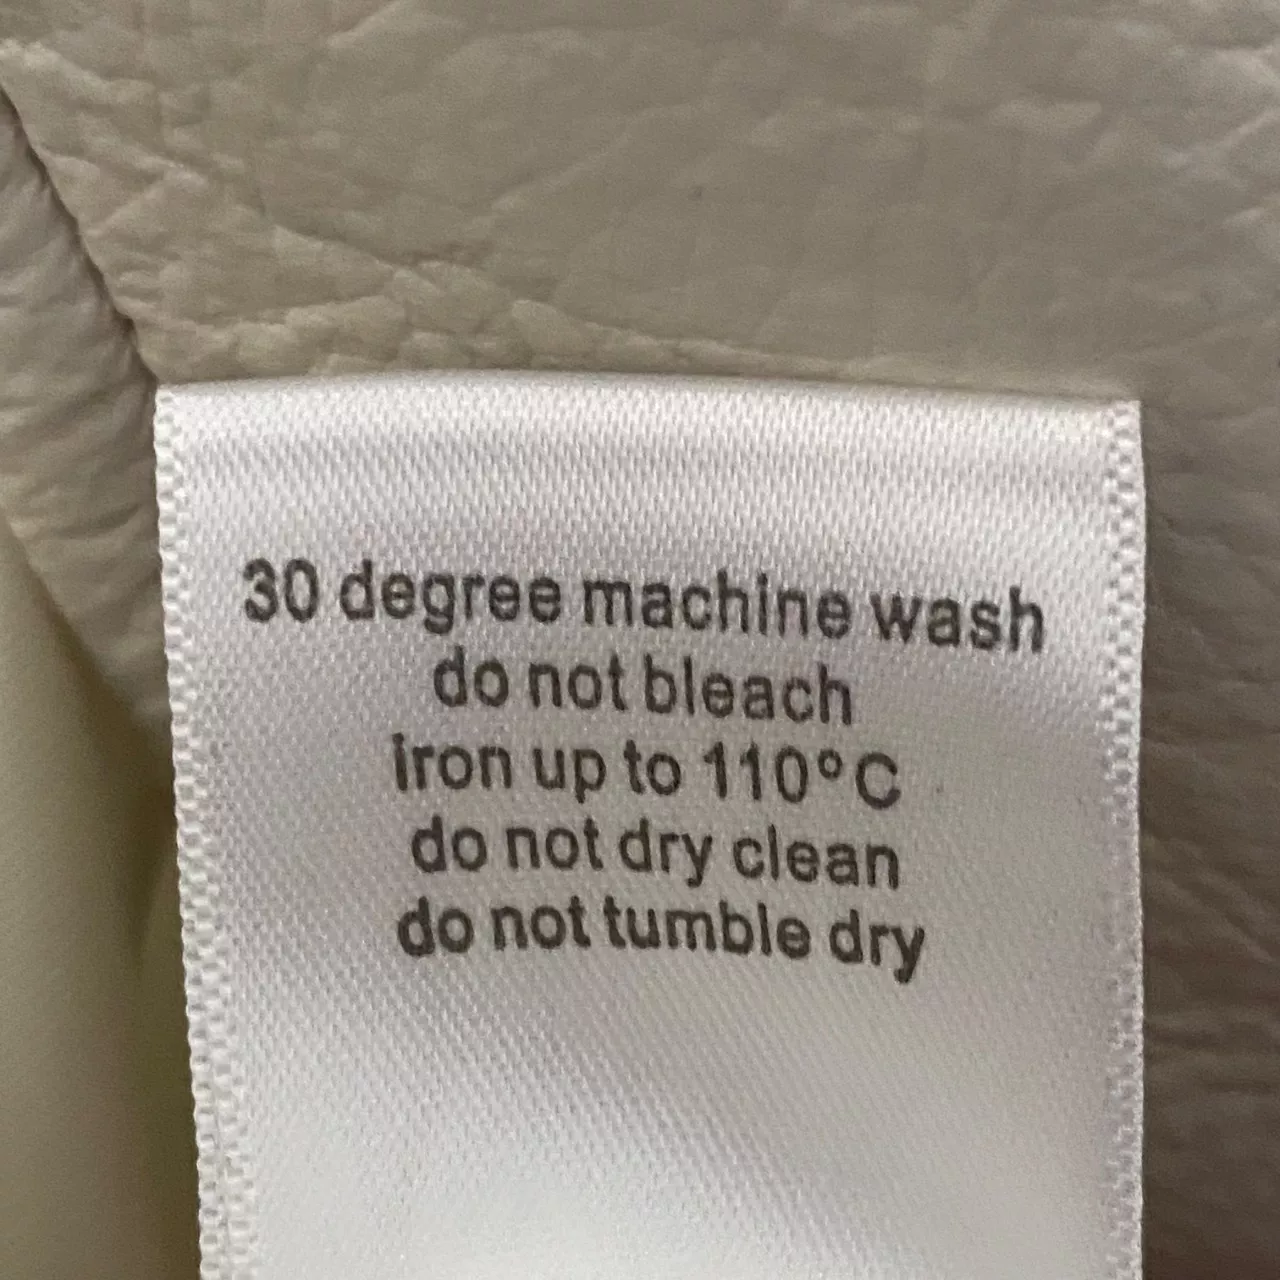 30 degree machine wash
do not bleach
iron up to 110°C
do not dry clean
do not tumble dry